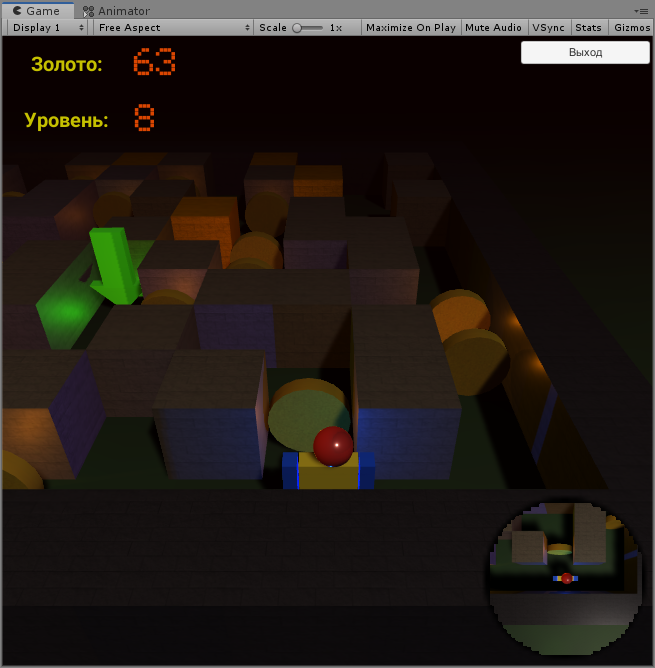 Game Animator
Display 1 Free Aspect Scale 1x Maximize On Play Mute Audio VSync Stats Gizmos
Выход
Золото: 63
Уровень: 8